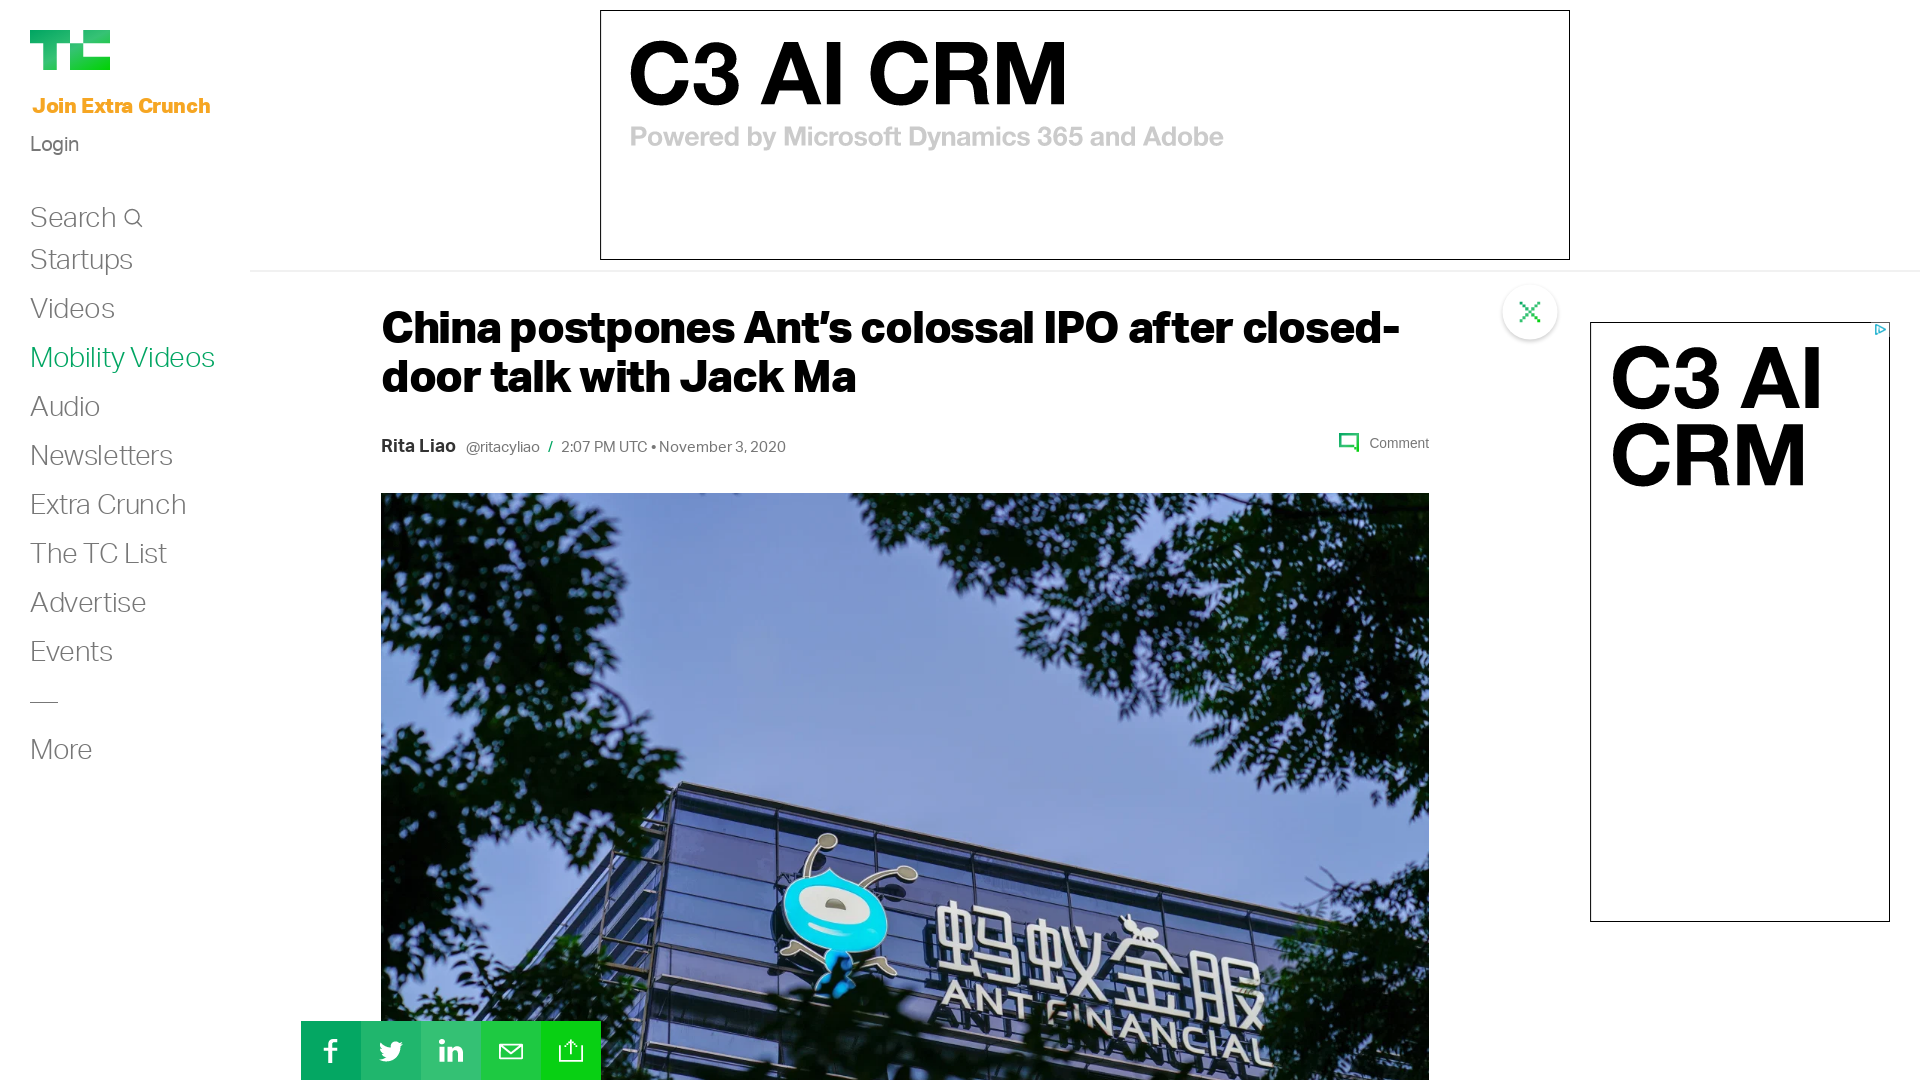 TC
Join Extra Crunch
Login
Search
Startups
Videos
Mobility Videos
Audio
Newsletters
Extra Crunch
The TC List
Advertise
Events
More
C3 AI CRM
Powered by Microsoft Dynamics 365 and Adobe
China postpones Ant’s colossal IPO after closed-
door talk with Jack Ma
Rita Liao @ritacyliao / 2:07 PM UTC • November 3, 2020
Comment
蚂蚁金服
ANT FINANCIAL
C3 AI
CRM